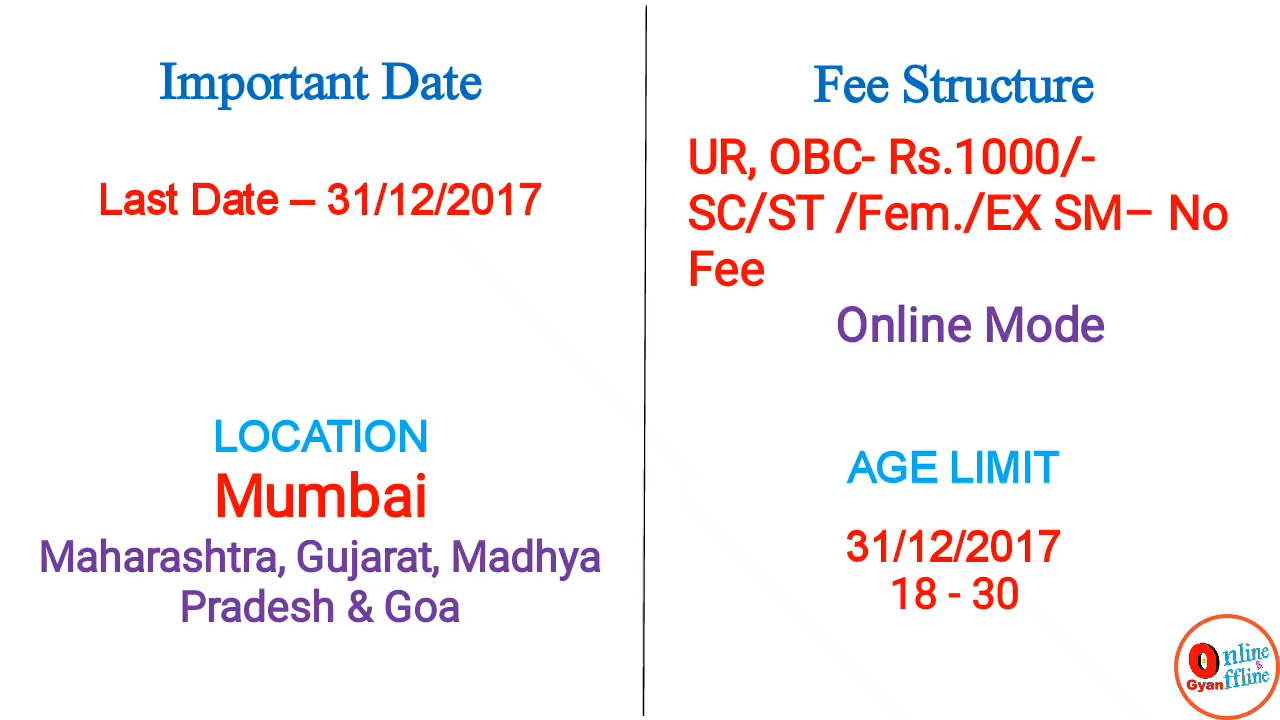 Important Date
Last Date – 31/12/2017
LOCATION
Mumbai
Maharashtra, Gujarat, Madhya
Pradesh & Goa
Fee Structure
UR, OBC- Rs.1000/-
SC/ST /Fem./EX SM– No
Fee
Online Mode
AGE LIMIT
31/12/2017
18 - 30
Online
&
Gyan ffline